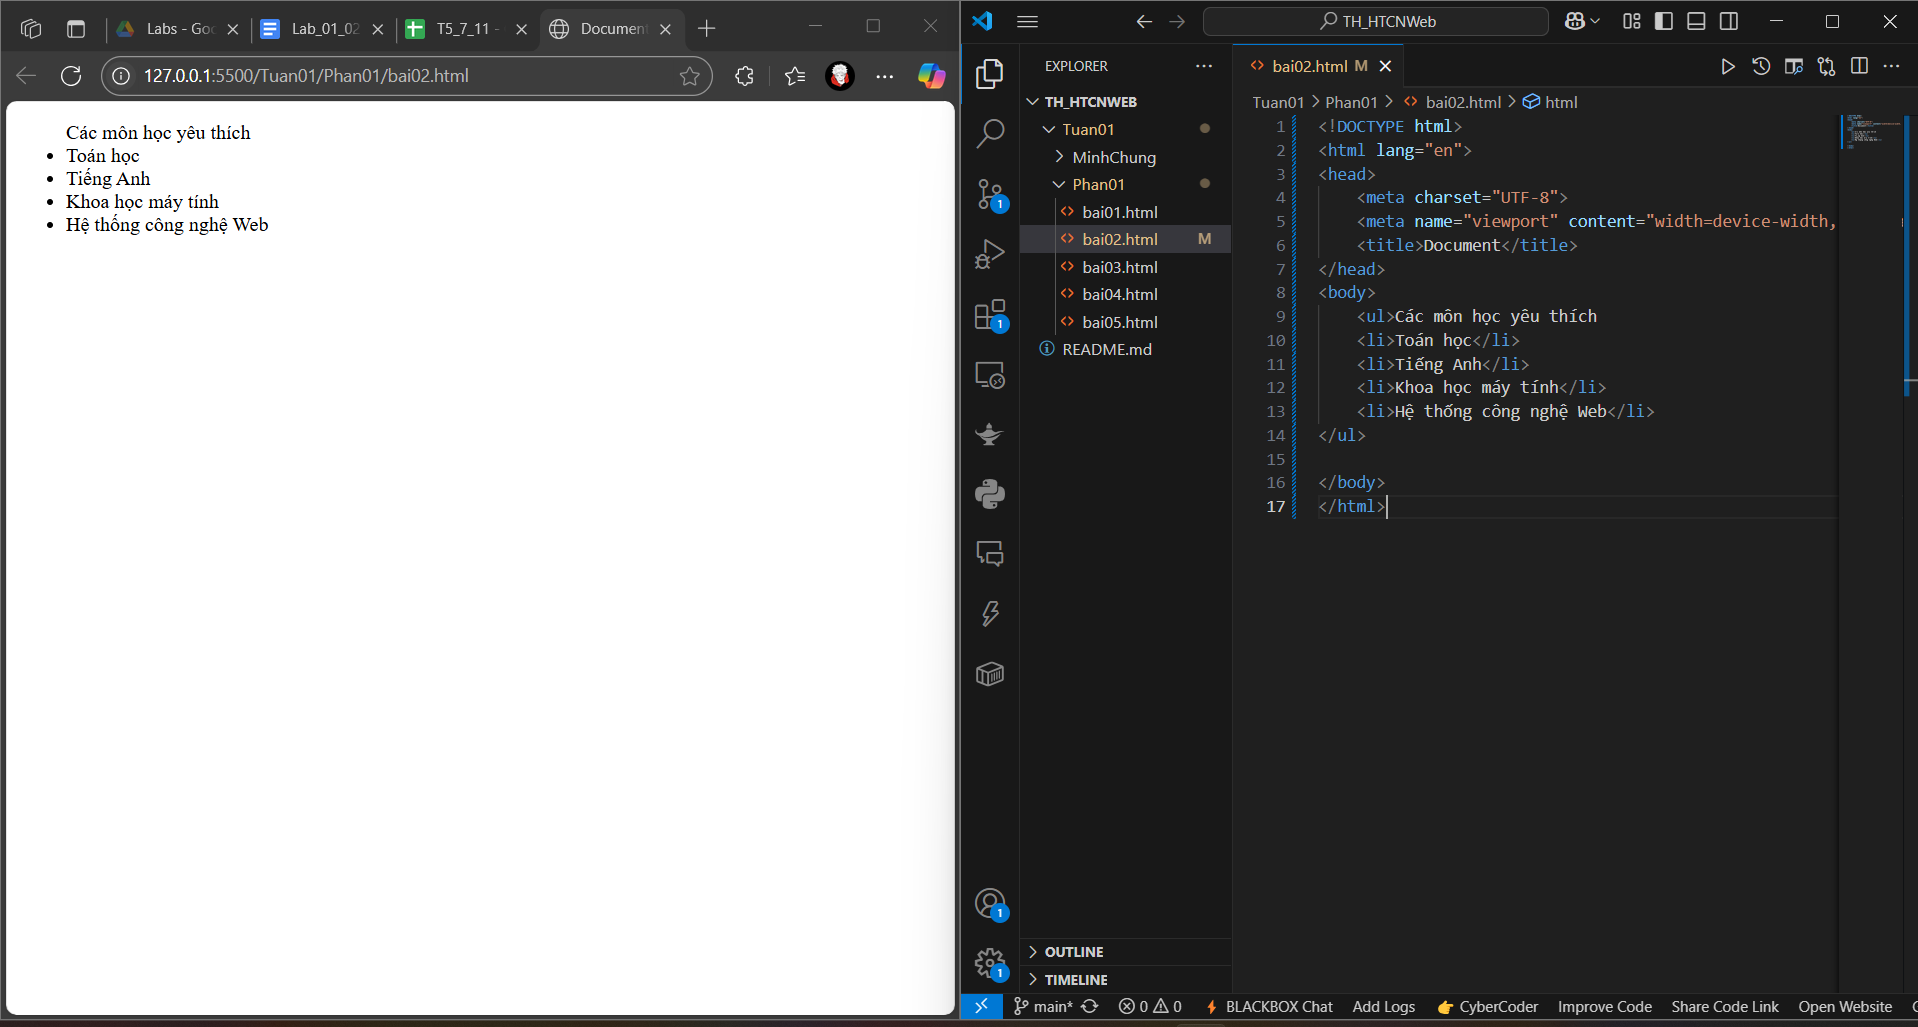 Labs - Goo
Lab_01_02
T5_7_11 -
Document
127.0.0.1:5500/Tuan01/Phan01/bai02.html
Các môn học yêu thích
Toán học
Tiếng Anh
Khoa học máy tính
Hệ thống công nghệ Web
TH_HTCNWeb
EXPLORER
TH_HTCNWEB
Tuan01
MinhChung
Phan01
bai01.html
bai02.html M
bai03.html
bai04.html
bai05.html
README.md
OUTLINE
TIMELINE
bai02.html M
Tuan01 > Phan01 > bai02.html > html
1 <!DOCTYPE html>
2 <html lang="en">
3 <head>
4 <meta charset="UTF-8">
5 <meta name="viewport" content="width=device-width,
6 <title>Document</title>
7 </head>
8 <body>
9 <ul>Các môn học yêu thích
10 <li>Toán học</li>
11 <li>Tiếng Anh</li>
12 <li>Khoa học máy tính</li>
13 <li>Hệ thống công nghệ Web</li>
14 </ul>
15
16 </body>
17 </html>
1
1
1
1
main* 0 0 BLACKBOX Chat Add Logs CyberCoder Improve Code Share Code Link Open Website